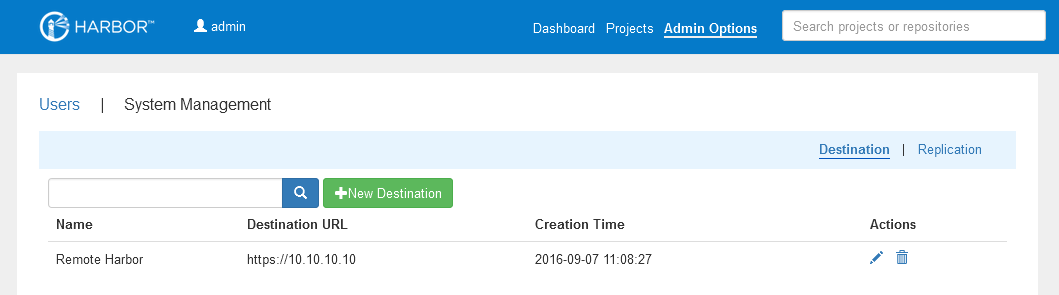 HARBOR™ admin Dashboard Projects Admin Options Search projects or repositories
Users | System Management
Destination | Replication
New Destination
Name Destination URL Creation Time Actions
Remote Harbor https://10.10.10.10 2016-09-07 11:08:27